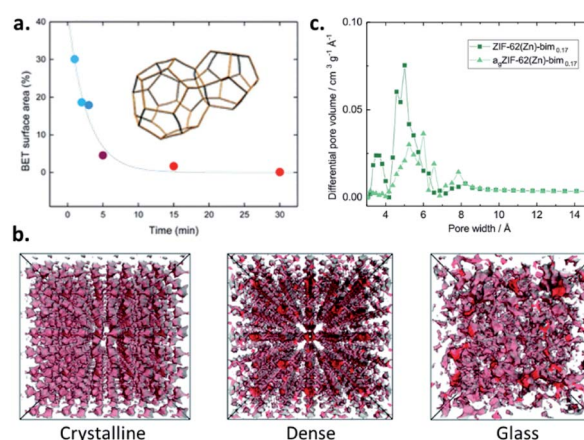 a.
BET surface area (%)
40
30
20
10
0
0 5 10 15 20 25 30
Time (min)
c.
Differential pore volume / cm³ g⁻¹ Å⁻¹
0.10
0.05
0.00
ZIF-62(Zn)-bim₀.₁₇
a_gZIF-62(Zn)-bim₀.₁₇
4 6 8 10 12 14
Pore width / Å
b.
Crystalline Dense Glass